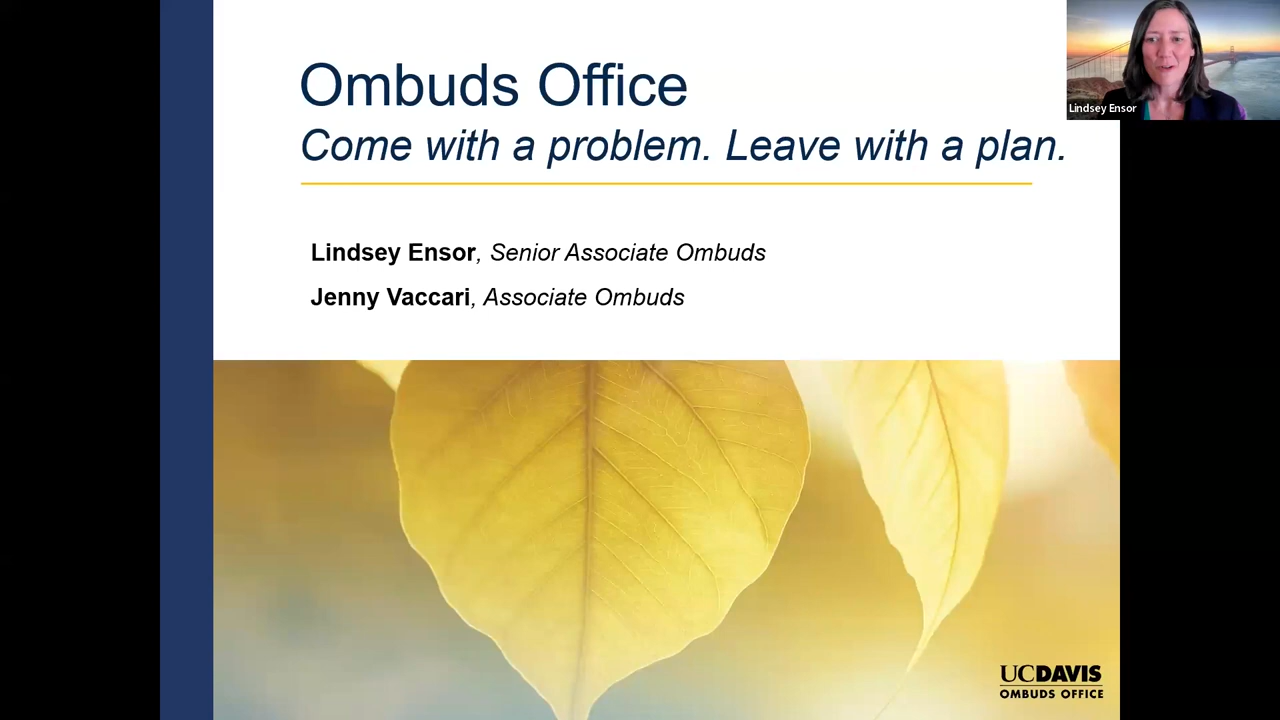 Ombuds Office
Come with a problem. Leave with a plan.
Lindsey Ensor
Lindsey Ensor, Senior Associate Ombuds
Jenny Vaccari, Associate Ombuds
UCDAVIS
OMBUDS OFFICE